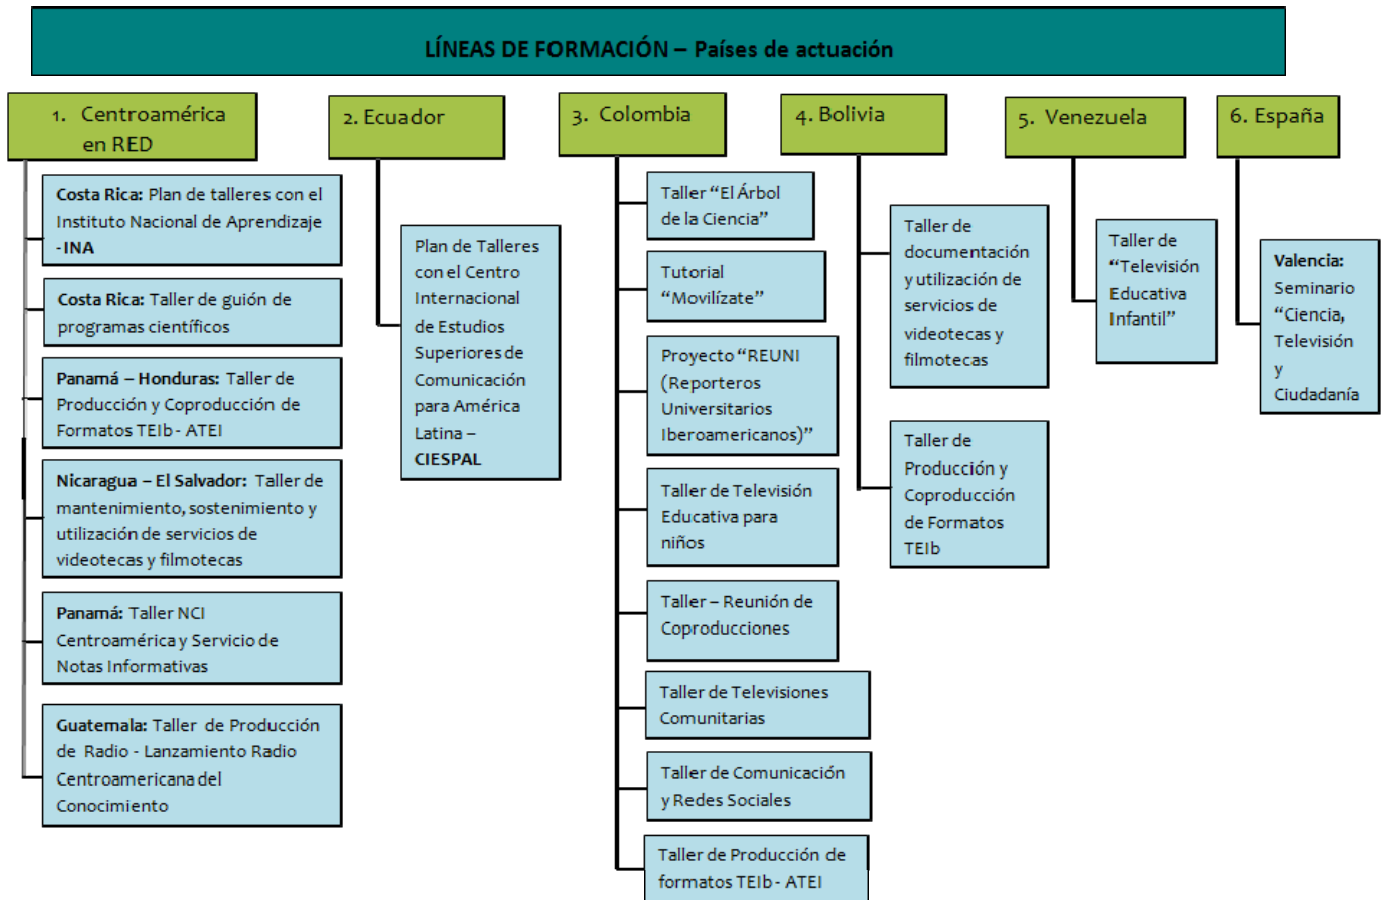 LÍNEAS DE FORMACIÓN – Países de actuación
1. Centroamérica
en RED
Costa Rica: Plan de talleres con el
Instituto Nacional de Aprendizaje
- INA
Costa Rica: Taller de guión de
programas científicos
Panamá – Honduras: Taller de
Producción y Coproducción de
Formatos TEIb - ATEI
Nicaragua – El Salvador: Taller de
mantenimiento, sostenimiento y
utilización de servicios de
videotecas y filmotecas
Panamá: Taller NCI
Centroamérica y Servicio de
Notas Informativas
Guatemala: Taller de Producción
de Radio - Lanzamiento Radio
Centroamericana del
Conocimiento
2. Ecuador
Plan de Talleres
con el Centro
Internacional
de Estudios
Superiores de
Comunicación
para América
Latina –
CIESPAL
3. Colombia
Taller “El Árbol
de la Ciencia”
Tutorial
“Movilízate”
Proyecto “REUNI
(Reporteros
Universitarios
Iberoamericanos)”
Taller de Televisión
Educativa para
niños
Taller – Reunión de
Coproducciones
Taller de Televisiones
Comunitarias
Taller de Comunicación
y Redes Sociales
Taller de Producción de
formatos TEIb - ATEI
4. Bolivia
Taller de
documentación
y utilización de
servicios de
videotecas y
filmotecas
Taller de
Producción y
Coproducción
de Formatos
TEIb
5. Venezuela
Taller de
“Televisión
Educativa
Infantil”
6. España
Valencia:
Seminario
“Ciencia,
Televisión
y
Ciudadanía